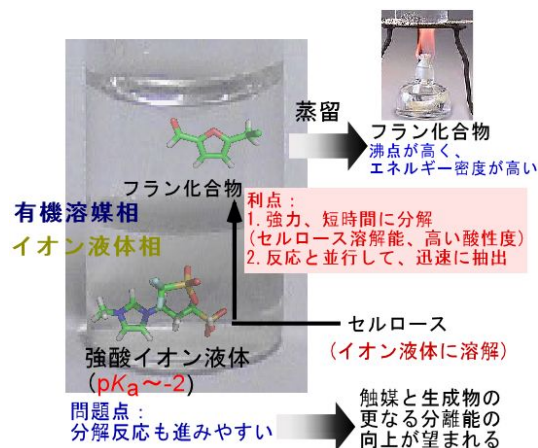 蒸留
フラン化合物
沸点が高く、
エネルギー密度が高い
フラン化合物
有機溶媒相
イオン液体相
利点：
1. 強力、短時間に分解
(セルロース溶解能、高い酸性度)
2. 反応と並行して、迅速に抽出
セルロース
(イオン液体に溶解)
強酸イオン液体
(pKa～-2)
問題点：
分解反応も進みやすい
触媒と生成物の
更なる分離能の
向上が望まれる